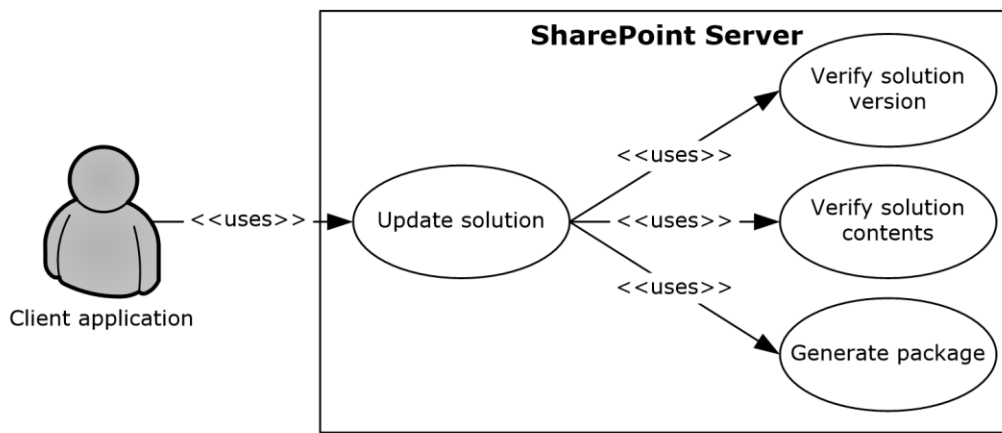 SharePoint Server
Verify solution
version
<<uses>>
Client application
<<uses>>
Update solution
<<uses>>
Verify solution
contents
<<uses>>
Generate package